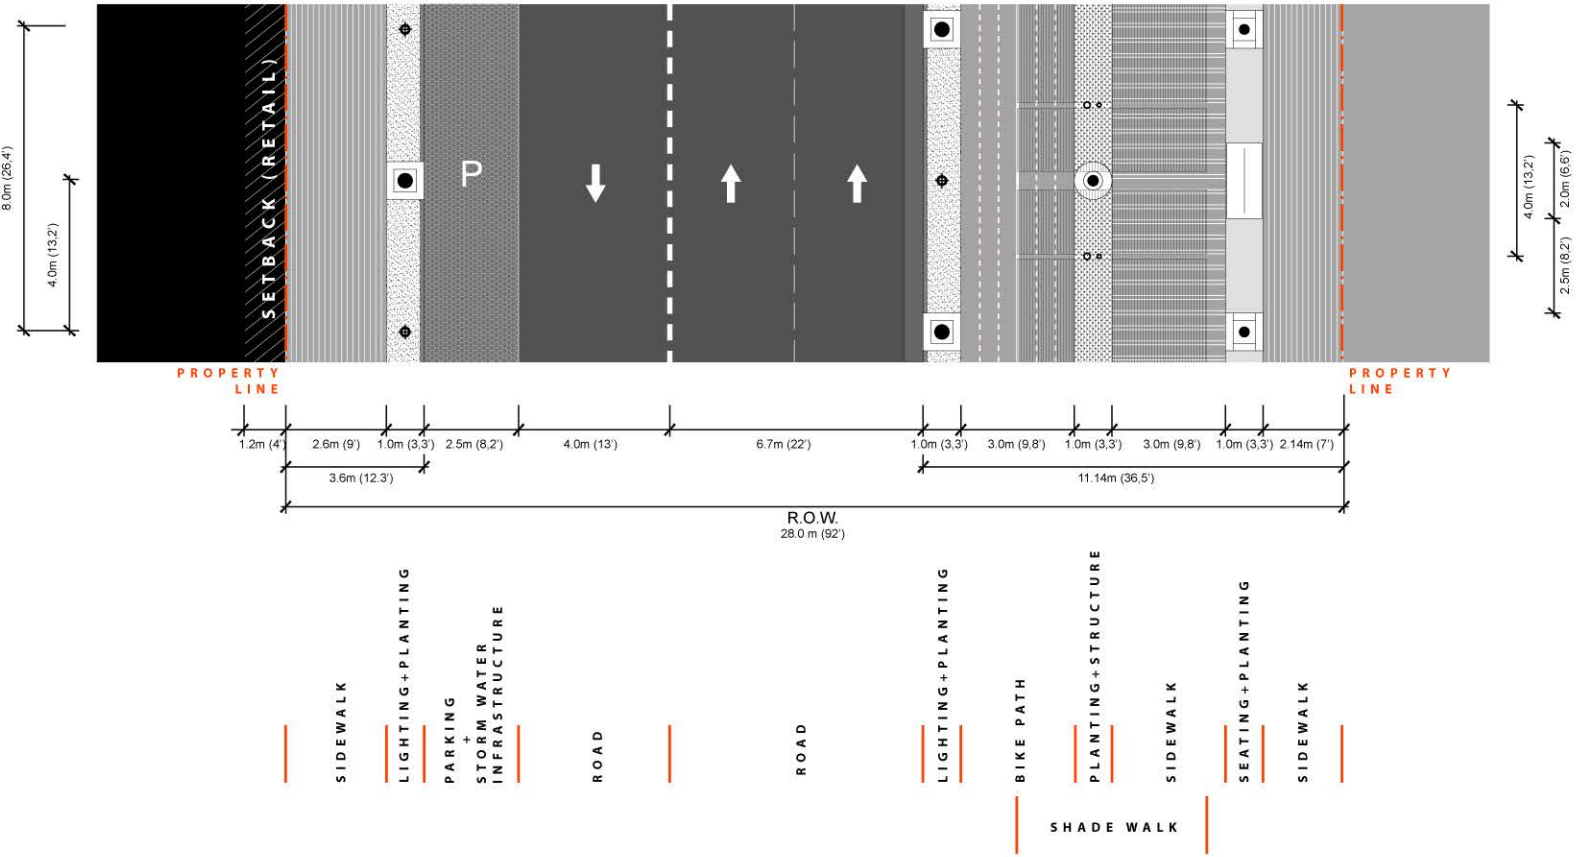 8.0m (26,4')
4.0m (13,2')
SETBACK (RETAIL)
P
4.0m (13,2')
2.0m (6,6')
2.5m (8,2')
PROPERTY
LINE
PROPERTY
LINE
1.2m (4')
2.6m (9')
1.0m (3,3')
2.5m (8,2')
4.0m (13')
6.7m (22')
1.0m (3,3')
3.0m (9,8')
1.0m (3,3')
3.0m (9,8')
1.0m (3,3')
2.14m (7')
3.6m (12.3')
11.14m (36,5')
R.O.W.
28.0 m (92')
SIDEWALK
LIGHTING+PLANTING
PARKING
+
STORM WATER
INFRASTRUCTURE
ROAD
ROAD
LIGHTING+PLANTING
BIKE PATH
PLANTING+STRUCTURE
SIDEWALK
SEATING+PLANTING
SIDEWALK
SHADE WALK